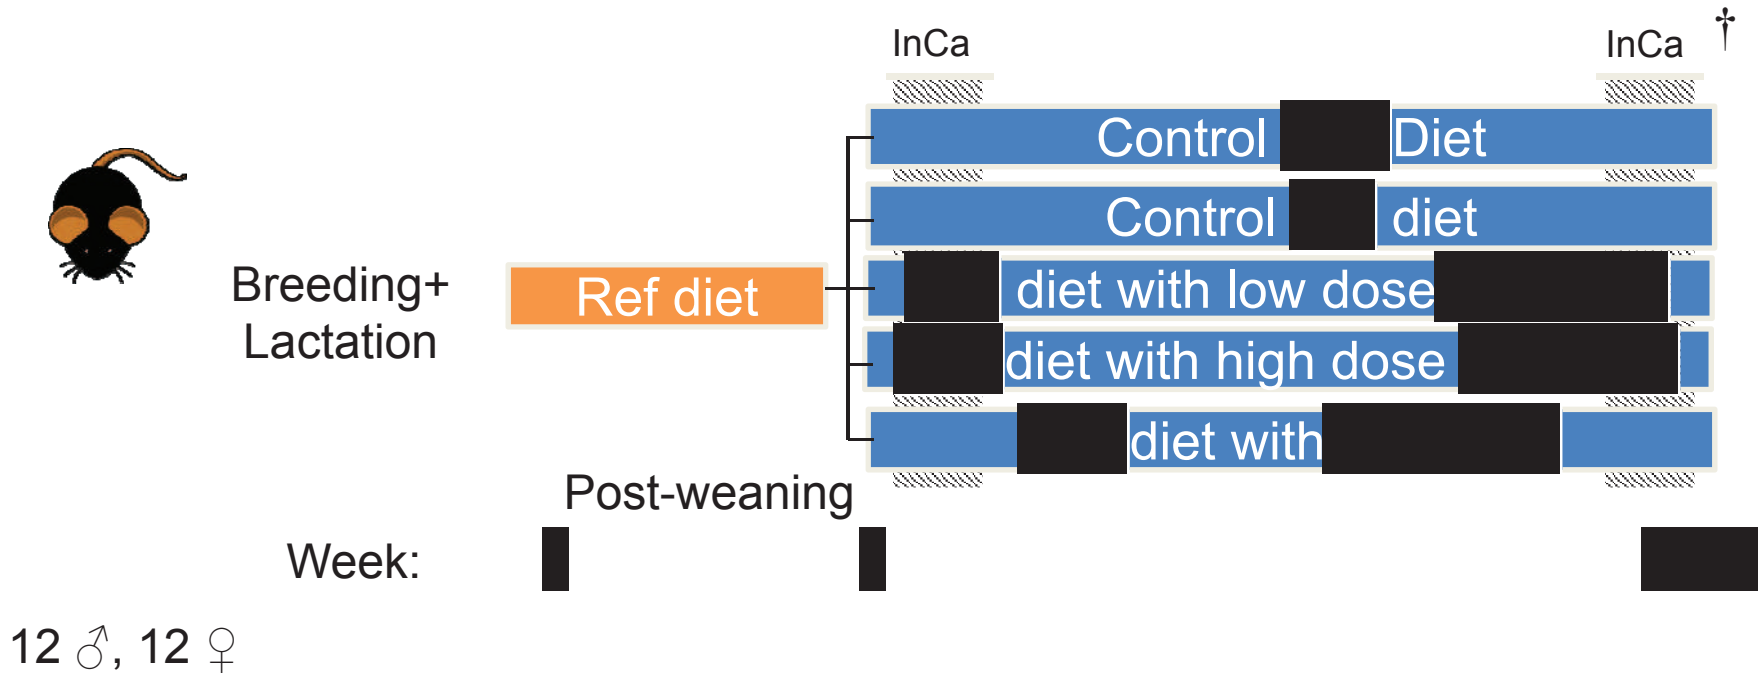 InCa
InCa †
Control Diet
Control diet
diet with low dose
diet with high dose
diet with
Ref diet
Breeding+
Lactation
Post-weaning
Week:
12 ♂, 12 ♀